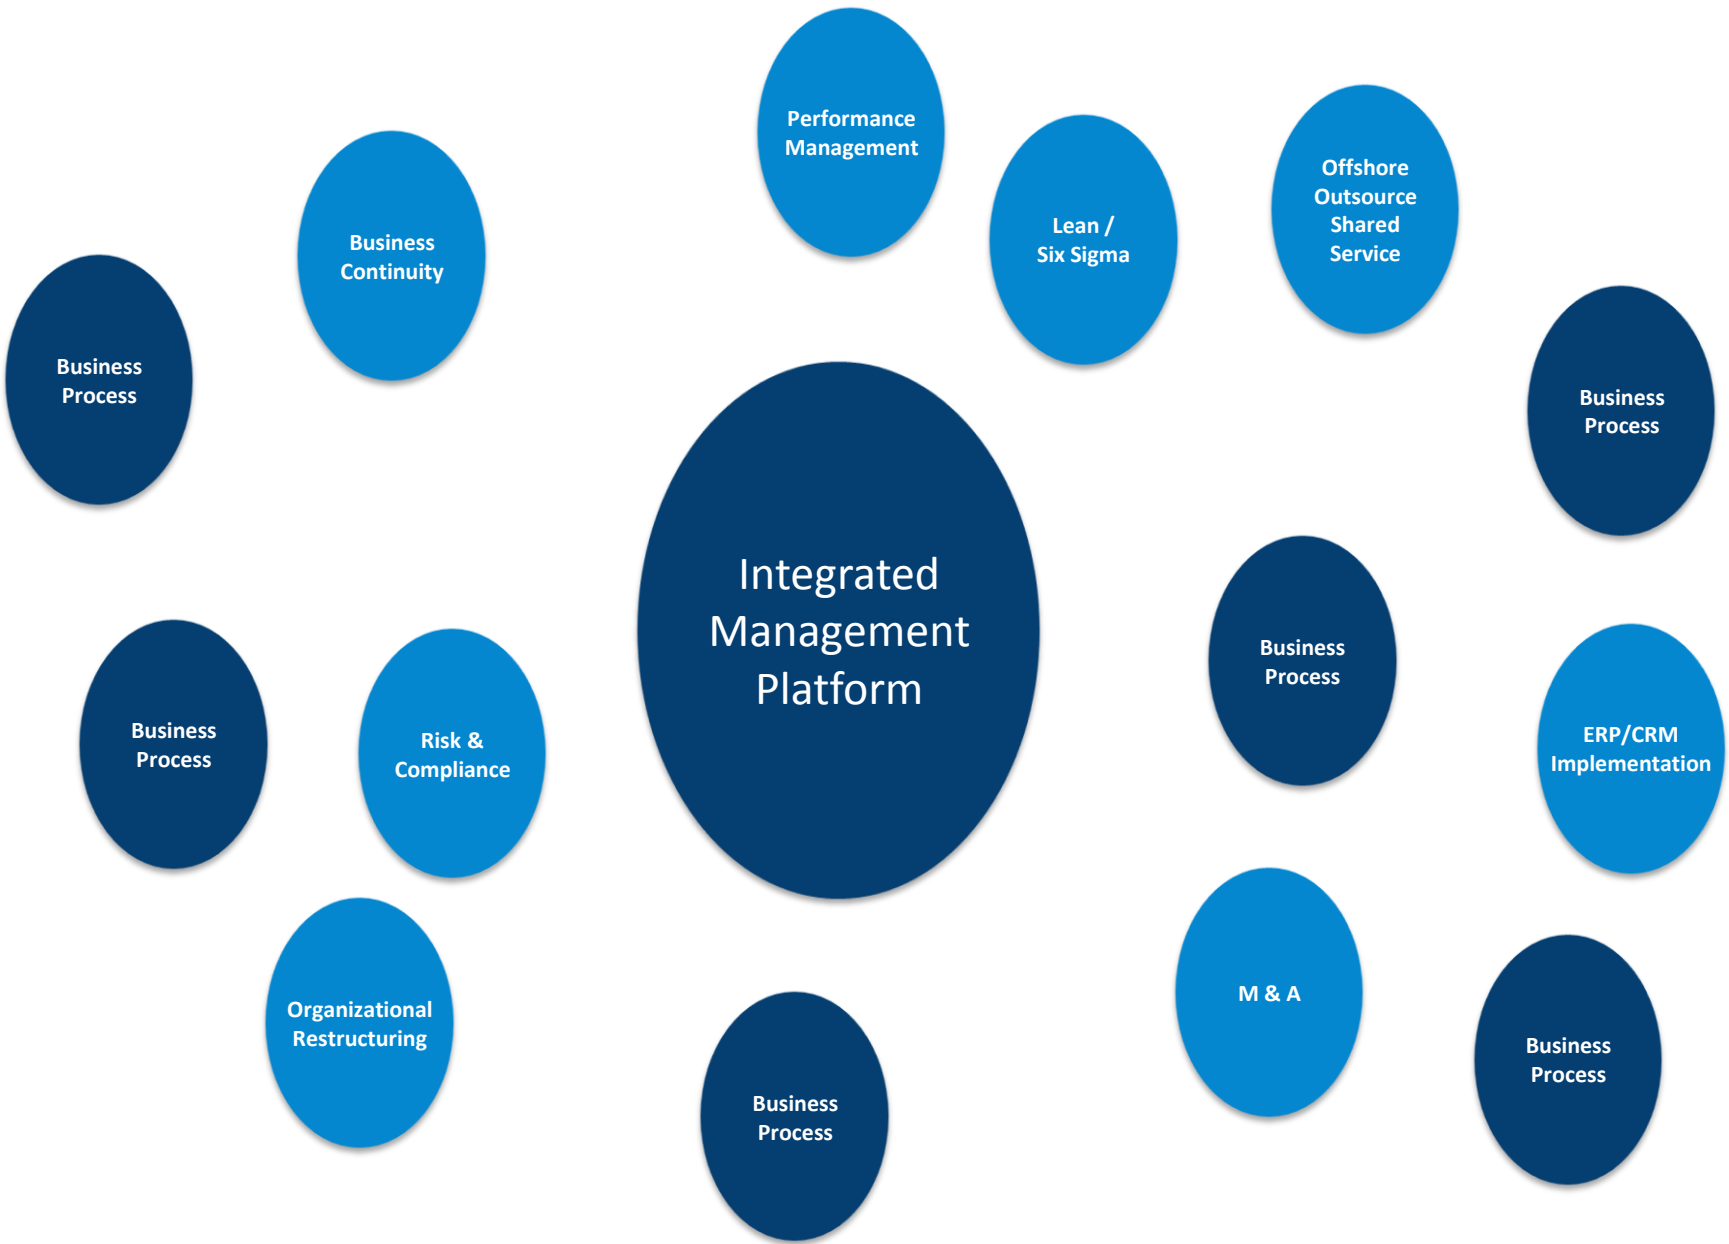 Performance
Management
Offshore
Outsource
Shared
Service
Lean /
Six Sigma
Business
Continuity
Business
Process
Business
Process
Integrated
Management
Platform
Business
Process
Business
Process
Risk &
Compliance
ERP/CRM
Implementation
M & A
Organizational
Restructuring
Business
Process
Business
Process